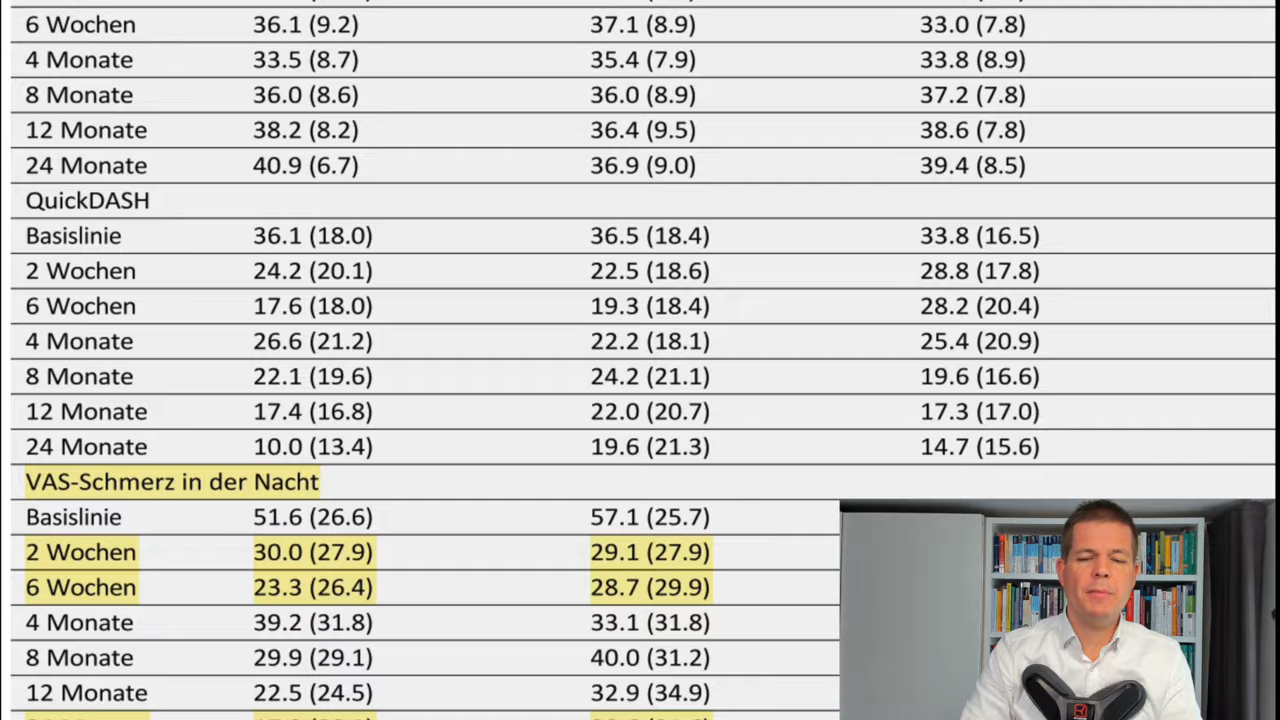 6 Wochen 36.1 (9.2) 37.1 (8.9) 33.0 (7.8)
4 Monate 33.5 (8.7) 35.4 (7.9) 33.8 (8.9)
8 Monate 36.0 (8.6) 36.0 (8.9) 37.2 (7.8)
12 Monate 38.2 (8.2) 36.4 (9.5) 38.6 (7.8)
24 Monate 40.9 (6.7) 36.9 (9.0) 39.4 (8.5)
QuickDASH
Basislinie 36.1 (18.0) 36.5 (18.4) 33.8 (16.5)
2 Wochen 24.2 (20.1) 22.5 (18.6) 28.8 (17.8)
6 Wochen 17.6 (18.0) 19.3 (18.4) 28.2 (20.4)
4 Monate 26.6 (21.2) 22.2 (18.1) 25.4 (20.9)
8 Monate 22.1 (19.6) 24.2 (21.1) 19.6 (16.6)
12 Monate 17.4 (16.8) 22.0 (20.7) 17.3 (17.0)
24 Monate 10.0 (13.4) 19.6 (21.3) 14.7 (15.6)
VAS-Schmerz in der Nacht
Basislinie 51.6 (26.6) 57.1 (25.7)
2 Wochen 30.0 (27.9) 29.1 (27.9)
6 Wochen 23.3 (26.4) 28.7 (29.9)
4 Monate 39.2 (31.8) 33.1 (31.8)
8 Monate 29.9 (29.1) 40.0 (31.2)
12 Monate 22.5 (24.5) 32.9 (34.9)